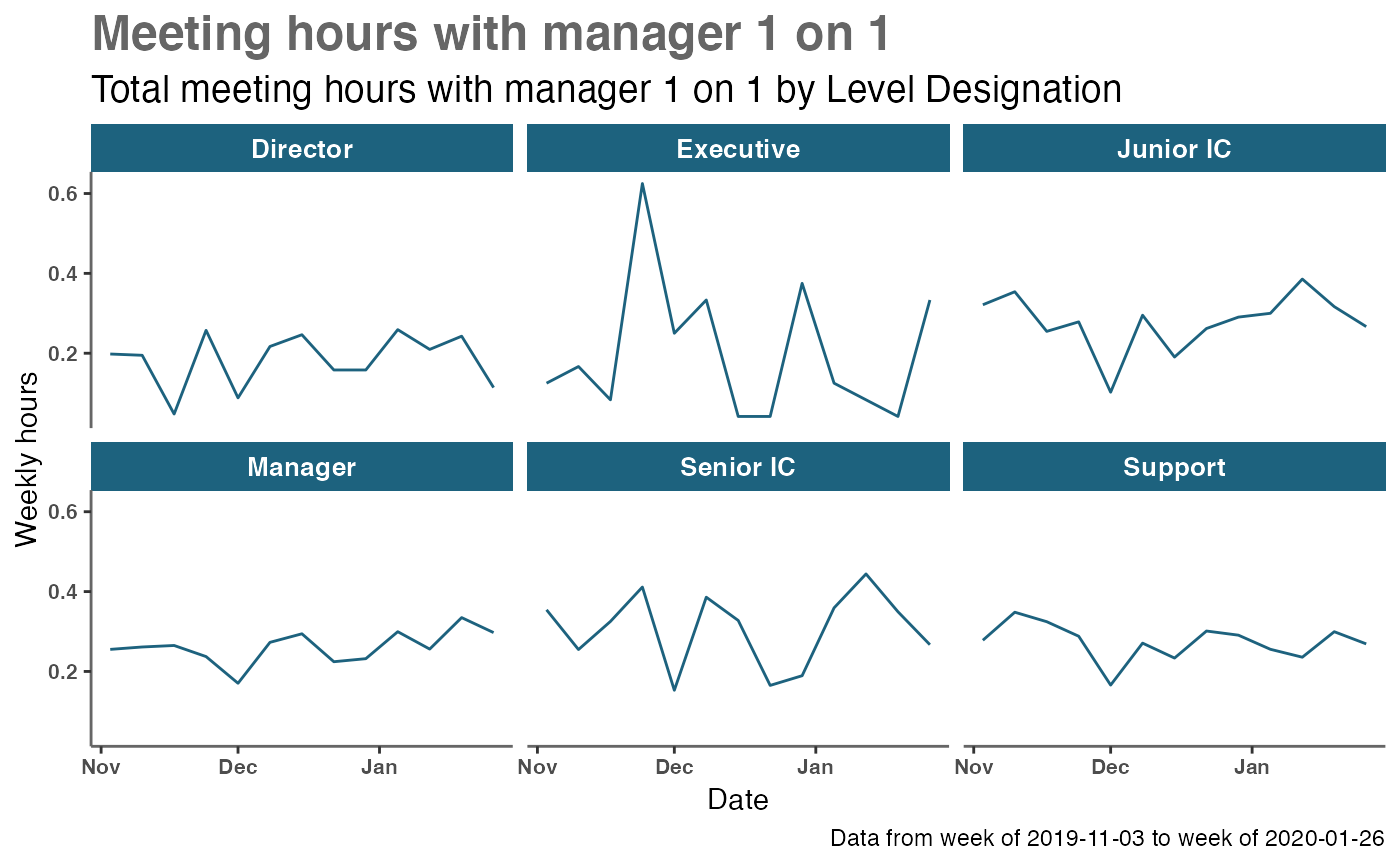 Meeting hours with manager 1 on 1
Total meeting hours with manager 1 on 1 by Level Designation
Director
Executive
Junior IC
0.6
0.4
0.2
Manager
Senior IC
Support
0.6
0.4
0.2
Weekly hours
Nov Dec Jan
Nov Dec Jan
Nov Dec Jan
Date
Data from week of 2019-11-03 to week of 2020-01-26